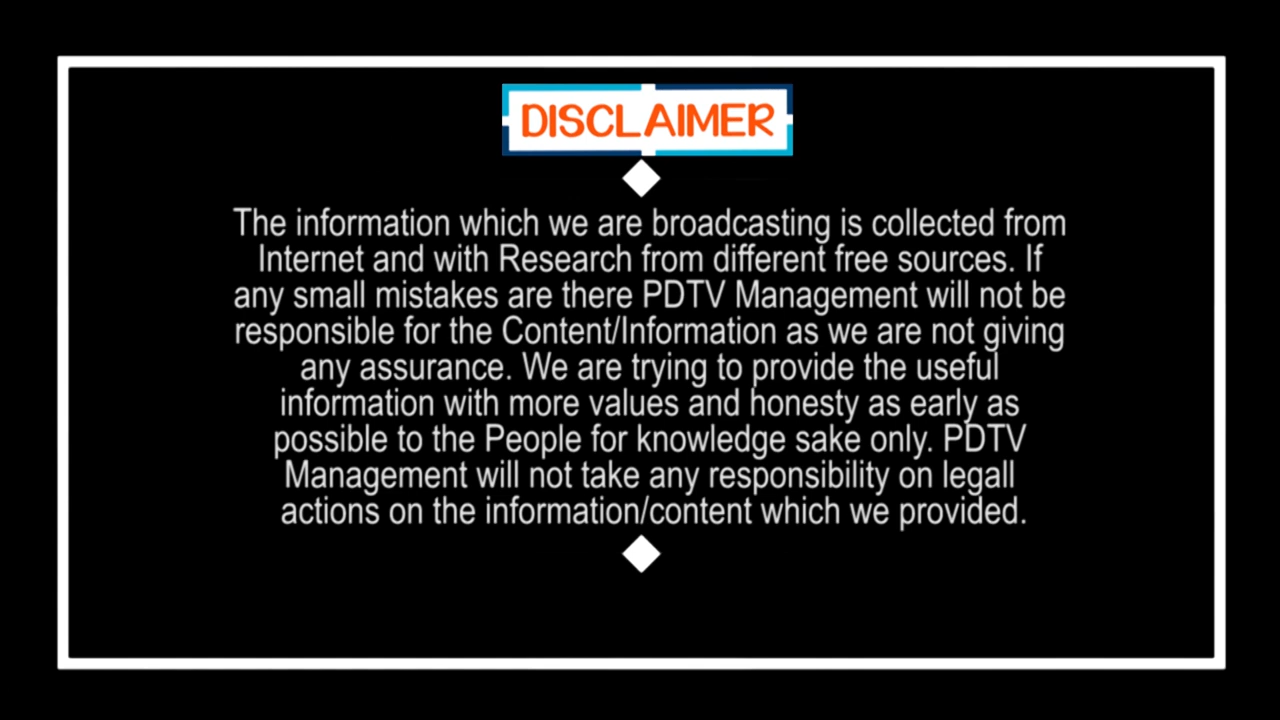 DISCLAIMER
The information which we are broadcasting is collected from
Internet and with Research from different free sources. If
any small mistakes are there PDTV Management will not be
responsible for the Content/Information as we are not giving
any assurance. We are trying to provide the useful
information with more values and honesty as early as
possible to the People for knowledge sake only. PDTV
Management will not take any responsibility on legall
actions on the information/content which we provided.